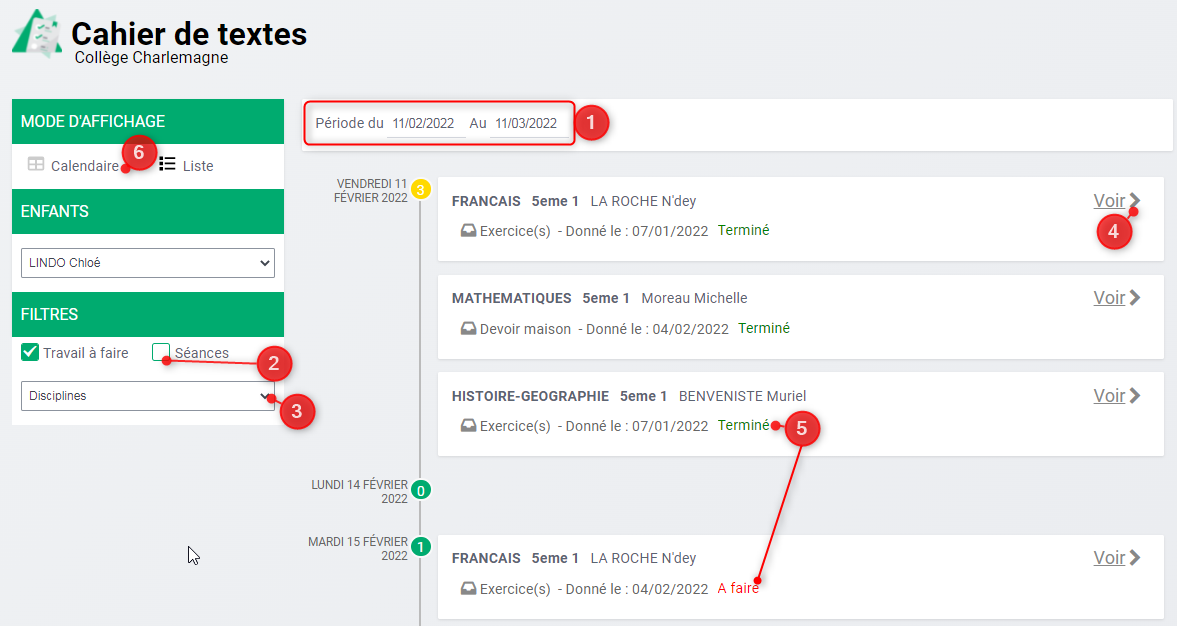 Cahier de textes
Collège Charlemagne
MODE D'AFFICHAGE
Calendaire
6
Liste
ENFANTS
LINDO Chloé
FILTRES
Travail à faire
Séances
2
Disciplines
3
Période du 11/02/2022 Au 11/03/2022
1
VENDREDI 11
FÉVRIER 2022
3
FRANCAIS 5eme 1 LA ROCHE N'dey
Voir
Exercice(s) - Donné le : 07/01/2022 Terminé
4
MATHEMATIQUES 5eme 1 Moreau Michelle
Voir
Devoir maison - Donné le : 04/02/2022 Terminé
HISTOIRE-GEOGRAPHIE 5eme 1 BENVENISTE Muriel
Voir
Exercice(s) - Donné le : 07/01/2022 Terminé
5
LUNDI 14 FÉVRIER
2022
0
MARDI 15 FÉVRIER
2022
1
FRANCAIS 5eme 1 LA ROCHE N'dey
Voir
Exercice(s) - Donné le : 04/02/2022 A faire